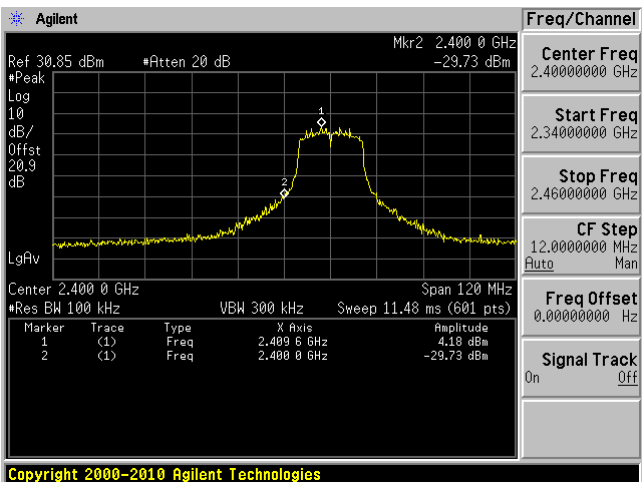 Agilent
Freq/Channel
Mkr2 2.400 0 GHz
Ref 30.85 dBm #Atten 20 dB -29.73 dBm
#Peak
Log
10
dB/
Offst
20.9
dB
LgAv
1
2
Center 2.400 0 GHz Span 120 MHz
#Res BW 100 kHz VBW 300 kHz Sweep 11.48 ms (601 pts)
Marker Trace Type X Axis Amplitude
1 (1) Freq 2.409 6 GHz 4.18 dBm
2 (1) Freq 2.400 0 GHz -29.73 dBm
Center Freq
2.40000000 GHz
Start Freq
2.34000000 GHz
Stop Freq
2.46000000 GHz
CF Step
12.0000000 MHz
Auto Man
Freq Offset
0.00000000 Hz
Signal Track
On Off
Copyright 2000-2010 Agilent Technologies